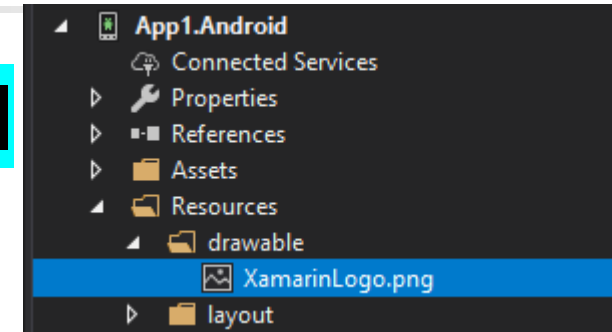 App1.Android
Connected Services
Properties
References
Assets
Resources
drawable
XamarinLogo.png
layout